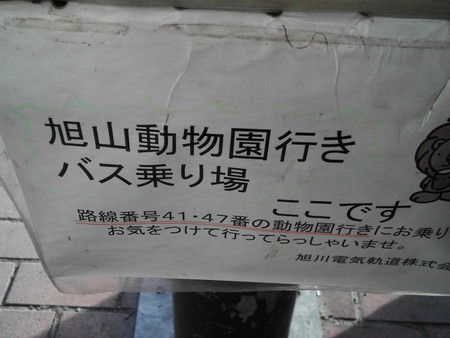 旭山動物園行き
バス乗り場
ここです
路線番号41・47番の動物園行きにお乗り
お気をつけて行ってらっしゃいませ。
旭川電気軌道株式会